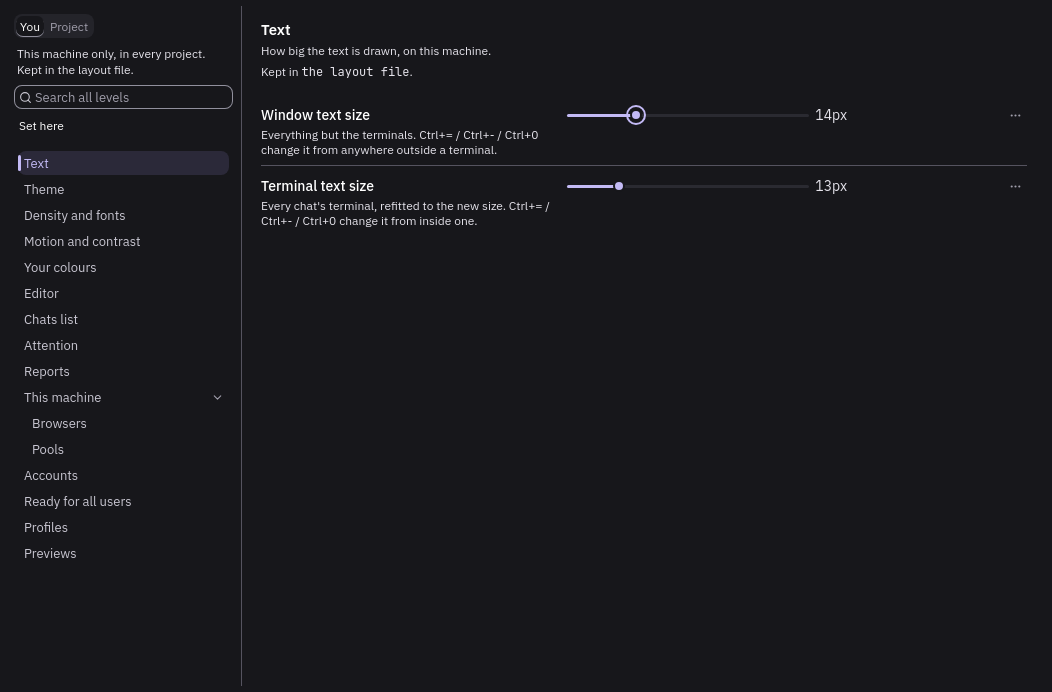 You Project
This machine only, in every project.
Kept in the layout file.
Search all levels
Set here
Text
Theme
Density and fonts
Motion and contrast
Your colours
Editor
Chats list
Attention
Reports
This machine
Browsers
Pools
Accounts
Ready for all users
Profiles
Previews
Text
How big the text is drawn, on this machine.
Kept in the layout file.
Window text size
14px
Everything but the terminals. Ctrl+= / Ctrl+- / Ctrl+0
change it from anywhere outside a terminal.
Terminal text size
13px
Every chat's terminal, refitted to the new size. Ctrl+= /
Ctrl+- / Ctrl+0 change it from inside one.